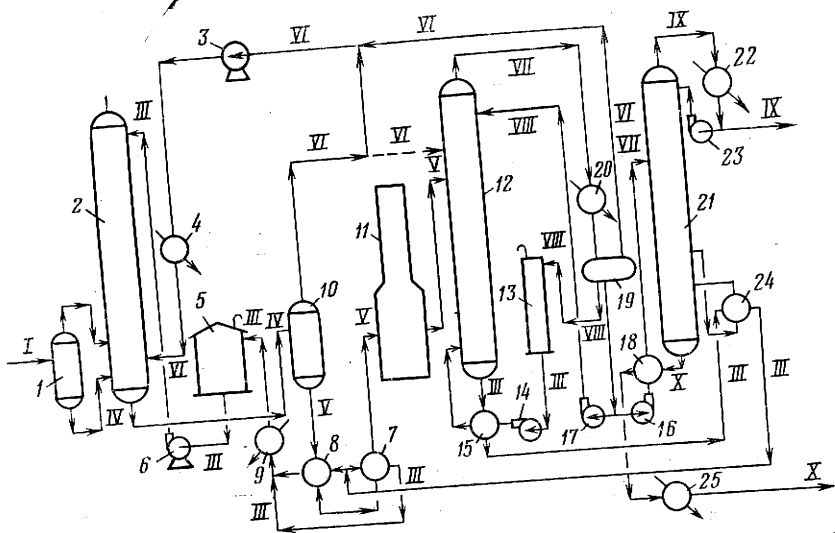 3 VI VI IX 22
III VII VI IX
VI VIII VII 23
VI V 12 20
2 4 11 21
5 10 VIII 13 24
I III IV V VIII 19
1 VI III 18
IV V III III 14 X III III
6 III 9 8 7 15 17 16
III III X
25